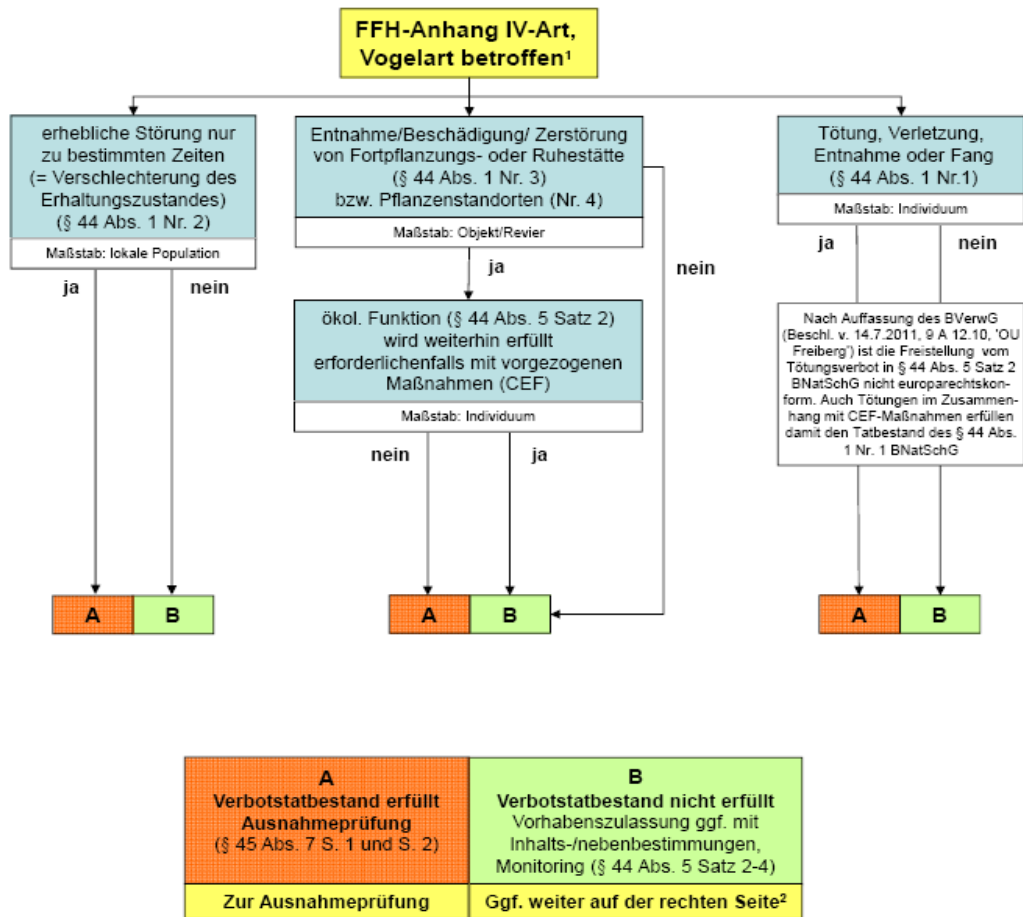 FFH-Anhang IV-Art,
Vogelart betroffen¹
erhebliche Störung nur
zu bestimmten Zeiten
(= Verschlechterung des
Erhaltungszustandes)
(§ 44 Abs. 1 Nr. 2)
Maßstab: lokale Population
ja
nein
Entnahme/Beschädigung/ Zerstörung
von Fortpflanzungs- oder Ruhestätte
(§ 44 Abs. 1 Nr. 3)
bzw. Pflanzenstandorten (Nr. 4)
Maßstab: Objekt/Revier
ja
nein
ökol. Funktion (§ 44 Abs. 5 Satz 2)
wird weiterhin erfüllt
erforderlichenfalls mit vorgezogenen
Maßnahmen (CEF)
Maßstab: Individuum
nein
ja
Tötung, Verletzung,
Entnahme oder Fang
(§ 44 Abs. 1 Nr.1)
Maßstab: Individuum
ja
nein
Nach Auffassung des BVerwG
(Beschl. v. 14.7.2011, 9 A 12.10, 'OU
Freiberg') ist die Freistellung vom
Tötungsverbot in § 44 Abs. 5 Satz 2
BNatSchG nicht europarechtskon-
form. Auch Tötungen im Zusammen-
hang mit CEF-Maßnahmen erfüllen
damit den Tatbestand des § 44 Abs.
1 Nr. 1 BNatSchG
A
B
A
B
A
B
A
Verbotstatbestand erfüllt
Ausnahmeprüfung
(§ 45 Abs. 7 S. 1 und S. 2)
Zur Ausnahmeprüfung
B
Verbotstatbestand nicht erfüllt
Vorhabenszulassung ggf. mit
Inhalts-/nebenbestimmungen,
Monitoring (§ 44 Abs. 5 Satz 2-4)
Ggf. weiter auf der rechten Seite²